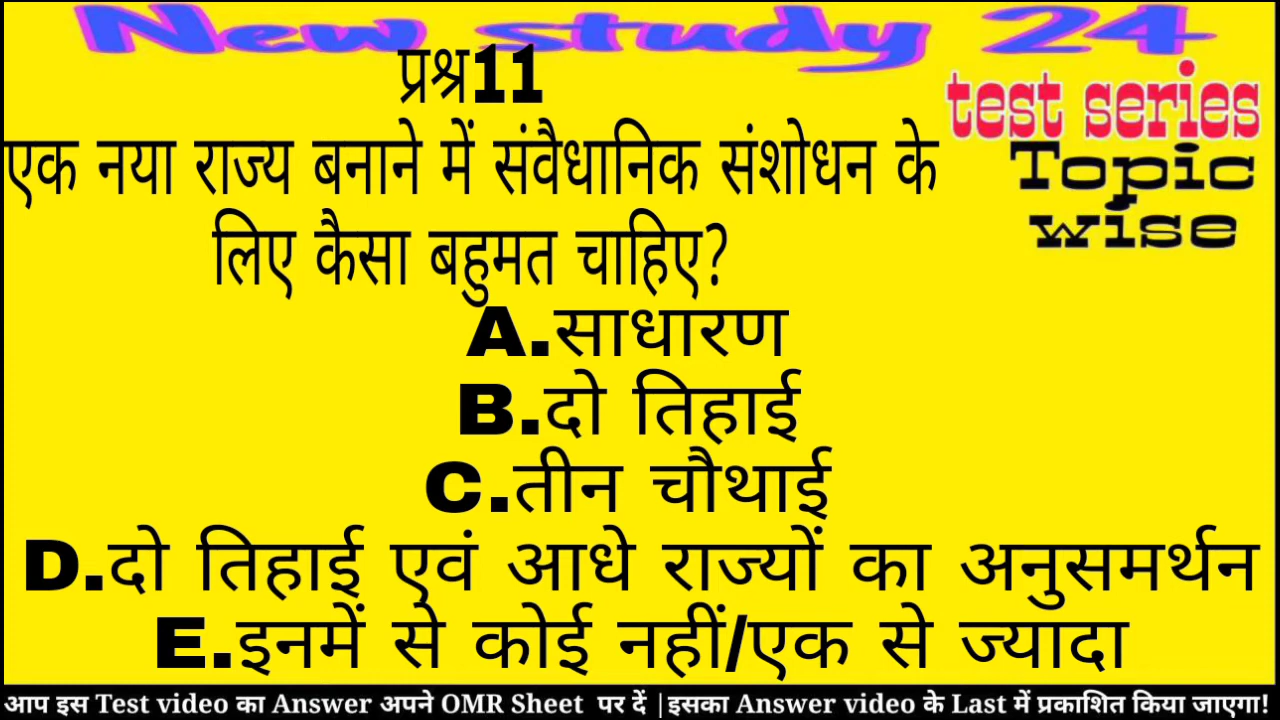 New study 24
प्रश्न11
test series
Topic
wise
एक नया राज्य बनाने में संवैधानिक संशोधन के
लिए कैसा बहुमत चाहिए?
A.साधारण
B.दो तिहाई
C.तीन चौथाई
D.दो तिहाई एवं आधे राज्यों का अनुसमर्थन
E.इनमें से कोई नहीं/एक से ज्यादा
आप इस Test video का Answer अपने OMR Sheet पर दें |इसका Answer video के Last में प्रकाशित किया जाएगा!